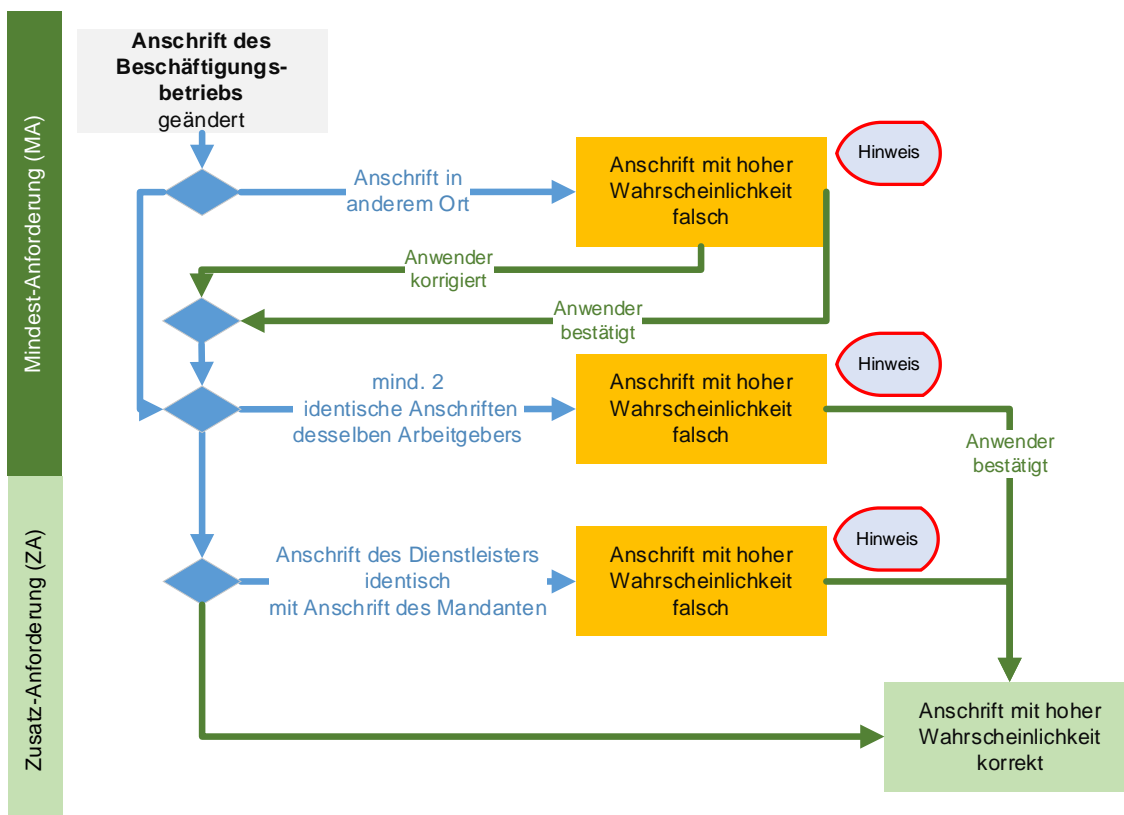 Mindest-Anforderung (MA)
Anschrift des
Beschäftigungs-
betriebs
geändert
Anschrift in
anderem Ort
Anschrift mit hoher
Wahrscheinlichkeit
falsch
Hinweis
Anwender
korrigiert
Anwender
bestätigt
mind. 2
identische Anschriften
desselben Arbeitgebers
Anschrift mit hoher
Wahrscheinlichkeit
falsch
Hinweis
Anwender
bestätigt
Zusatz-Anforderung (ZA)
Anschrift des Dienstleisters
identisch
mit Anschrift des Mandanten
Anschrift mit hoher
Wahrscheinlichkeit
falsch
Hinweis
Anschrift mit hoher
Wahrscheinlichkeit
korrekt